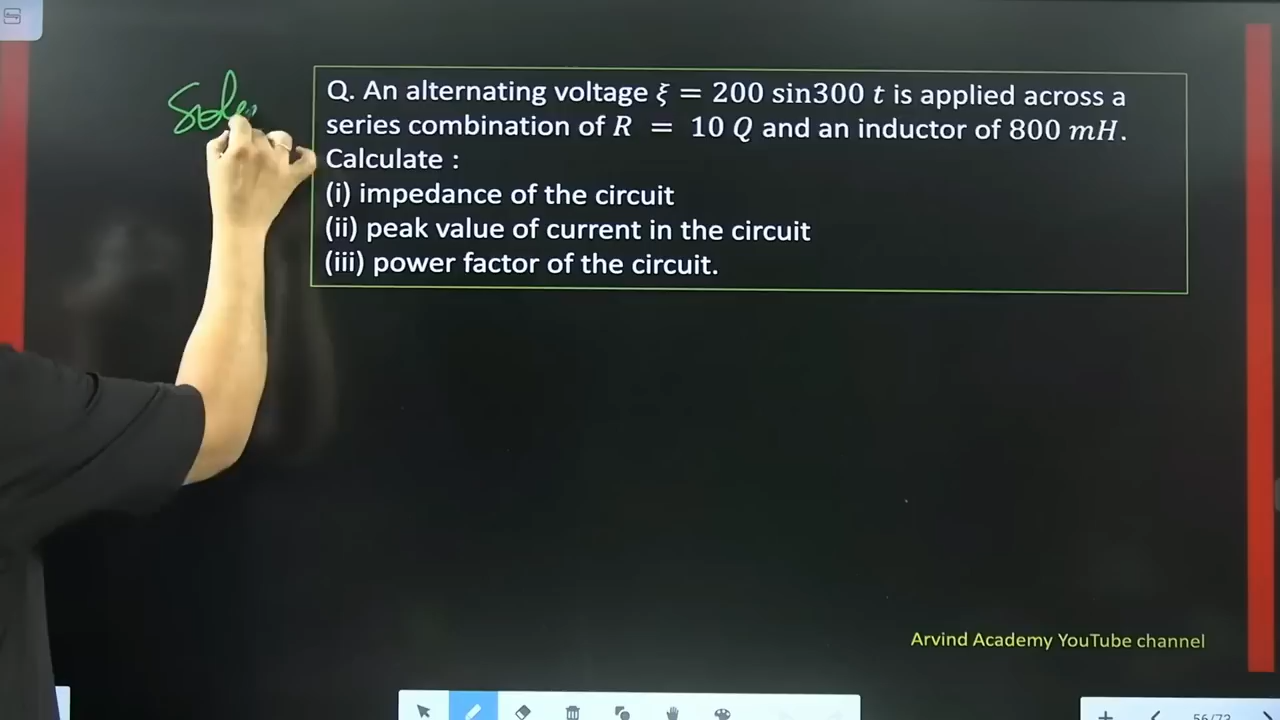 Q. An alternating voltage ξ = 200 sin300 t is applied across a
series combination of R = 10 Q and an inductor of 800 mH.
Calculate :
(i) impedance of the circuit
(ii) peak value of current in the circuit
(iii) power factor of the circuit.
Arvind Academy YouTube channel